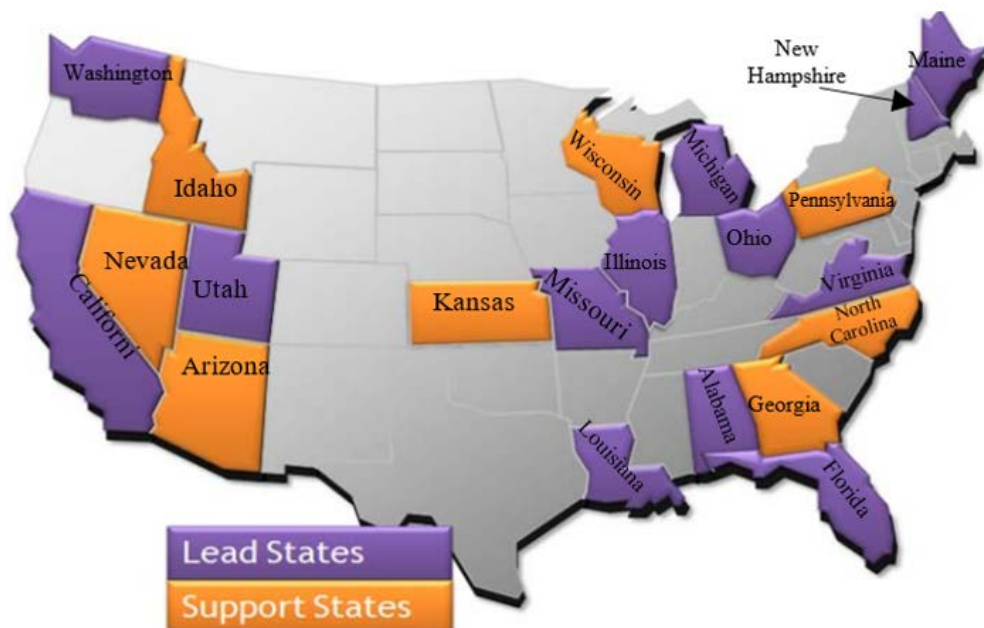 New
Hampshire
Maine
Washington
Idaho
Wisconsin
Michigan
Pennsylvania
Nevada
Utah
Californi
Kansas
Illinois
Ohio
Missouri
Virginia
North
Carolina
Arizona
Alabama
Georgia
Louisiana
Florida
Lead States
Support States